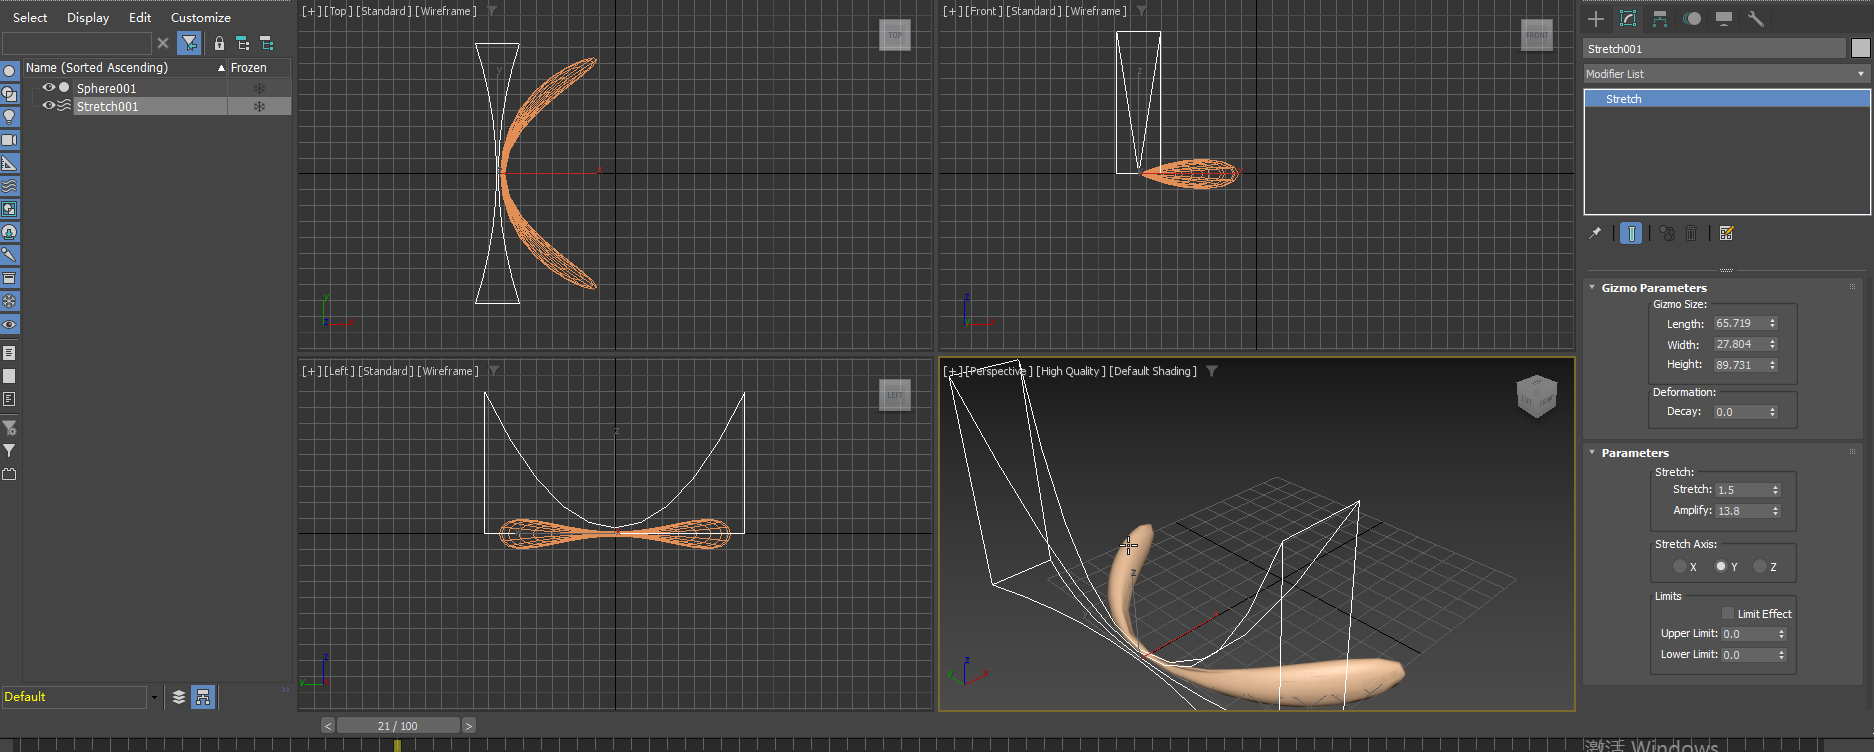 Select Display Edit Customize
Name (Sorted Ascending) Frozen
Sphere001
Stretch001
Default
[+][Top][Standard][Wireframe]
TOP
y
x
y
z x
[+][Front][Standard][Wireframe]
FRONT
z
z
[+][Left][Standard][Wireframe]
LEFT
z
z
y
[+][Perspective][High Quality][Default Shading]
FRONT
z
z
y x
< 21 / 100 >
Stretch001
Modifier List
Stretch
Gizmo Parameters
Gizmo Size:
Length: 65.719
Width: 27.804
Height: 89.731
Deformation:
Decay: 0.0
Parameters
Stretch:
Stretch: 1.5
Amplify: 13.8
Stretch Axis:
X Y Z
Limits
Limit Effect
Upper Limit: 0.0
Lower Limit: 0.0
激活 Windows